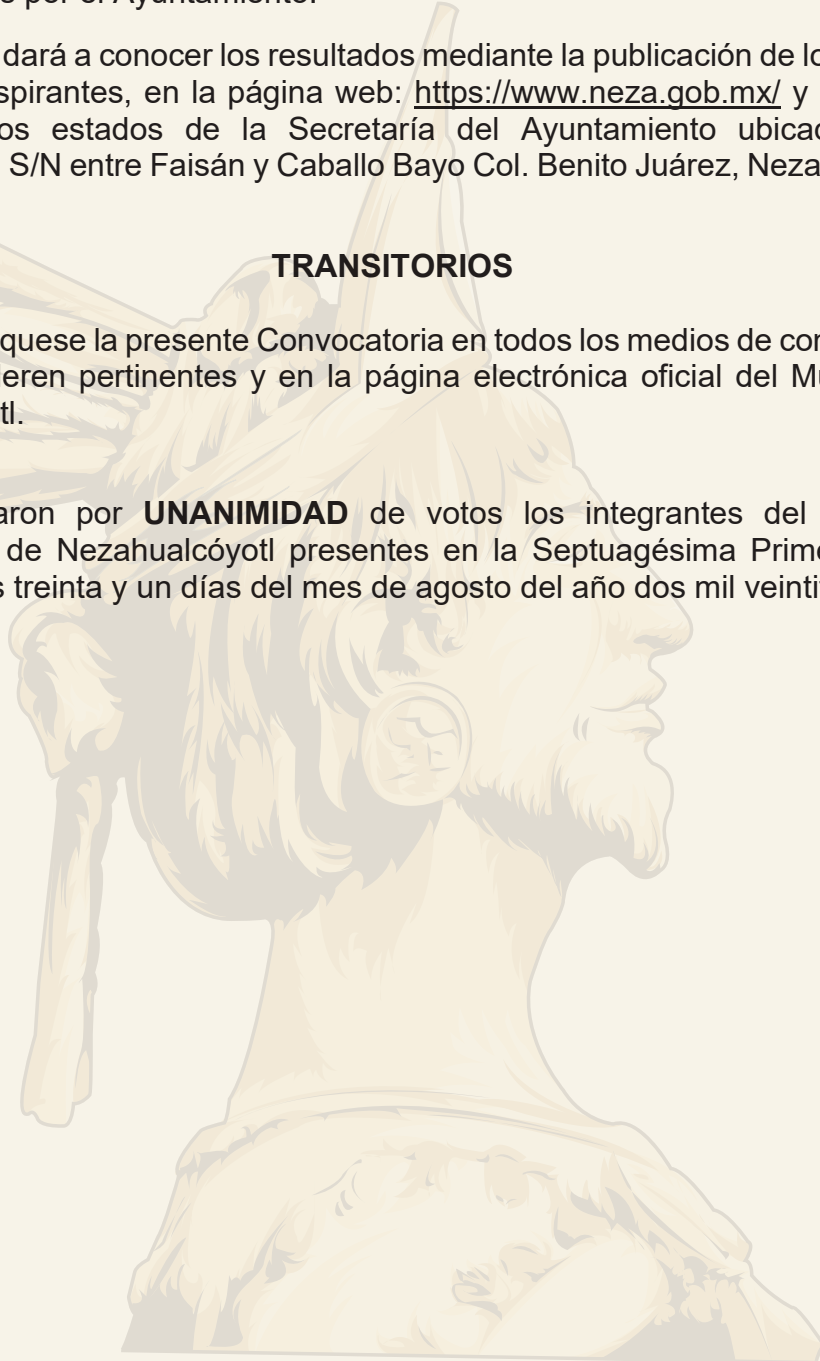 s por el Ayuntamiento.
dará a conocer los resultados mediante la publicación de lo
spirantes, en la página web: https://www.neza.gob.mx/ y
os estados de la Secretaría del Ayuntamiento ubicad
S/N entre Faisán y Caballo Bayo Col. Benito Juárez, Neza
TRANSITORIOS
quese la presente Convocatoria en todos los medios de con
deren pertinentes y en la página electrónica oficial del Mu
tl.
aron por UNANIMIDAD de votos los integrantes del
de Nezahualcóyotl presentes en la Septuagésima Prime
s treinta y un días del mes de agosto del año dos mil veinti